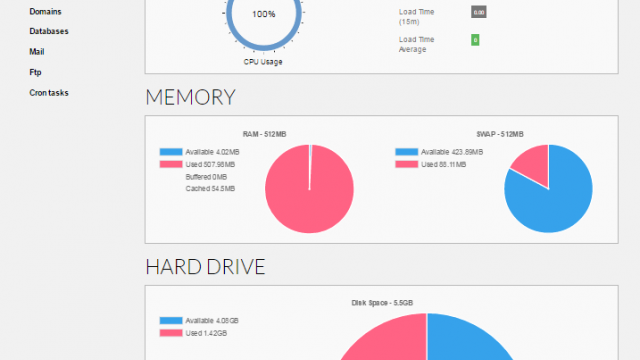 Domains
Databases
Mail
Ftp
Cron tasks
100%
CPU Usage
Load Time
(15m)
0.00
Load Time
Average
0
MEMORY
RAM - 512MB
Available 4.02MB
Used 507.98MB
Buffered 0MB
Cached 54.5MB
SWAP - 512MB
Available 423.89MB
Used 88.11MB
HARD DRIVE
Disk Space - 5.5GB
Available 4.08GB
Used 1.42GB